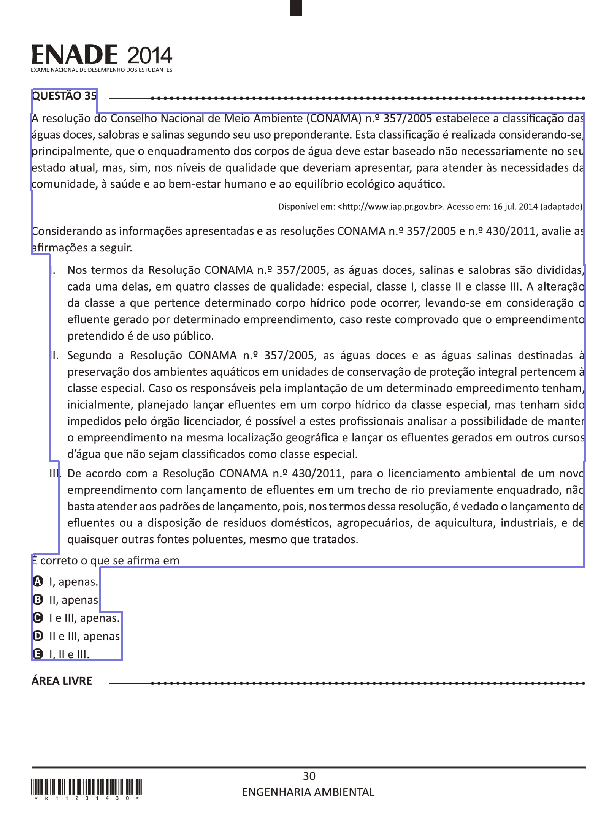 ENADE 2014
EXAME NACIONAL DE DESEMPENHO DOS ESTUDANTES
QUESTÃO 35
A resolução do Conselho Nacional de Meio Ambiente (CONAMA) n.º 357/2005 estabelece a classificação das
águas doces, salobras e salinas segundo seu uso preponderante. Esta classificação é realizada considerando-se,
principalmente, que o enquadramento dos corpos de água deve estar baseado não necessariamente no seu
estado atual, mas, sim, nos níveis de qualidade que deveriam apresentar, para atender às necessidades da
comunidade, à saúde e ao bem-estar humano e ao equilíbrio ecológico aquático.
Disponível em: <http://www.iap.pr.gov.br>. Acesso em: 16 jul. 2014 (adaptado).
Considerando as informações apresentadas e as resoluções CONAMA n.º 357/2005 e n.º 430/2011, avalie as
afirmações a seguir.
I. Nos termos da Resolução CONAMA n.º 357/2005, as águas doces, salinas e salobras são divididas,
cada uma delas, em quatro classes de qualidade: especial, classe I, classe II e classe III. A alteração
da classe a que pertence determinado corpo hídrico pode ocorrer, levando-se em consideração o
efluente gerado por determinado empreendimento, caso reste comprovado que o empreendimento
pretendido é de uso público.
II. Segundo a Resolução CONAMA n.º 357/2005, as águas doces e as águas salinas destinadas à
preservação dos ambientes aquáticos em unidades de conservação de proteção integral pertencem à
classe especial. Caso os responsáveis pela implantação de um determinado empreedimento tenham,
inicialmente, planejado lançar efluentes em um corpo hídrico da classe especial, mas tenham sido
impedidos pelo órgão licenciador, é possível a estes profissionais analisar a possibilidade de manter
o empreendimento na mesma localização geográfica e lançar os efluentes gerados em outros cursos
d'água que não sejam classificados como classe especial.
III. De acordo com a Resolução CONAMA n.º 430/2011, para o licenciamento ambiental de um novo
empreendimento com lançamento de efluentes em um trecho de rio previamente enquadrado, não
basta atender aos padrões de lançamento, pois, nos termos dessa resolução, é vedado o lançamento de
efluentes ou a disposição de resíduos domésticos, agropecuários, de aquicultura, industriais, e de
quaisquer outras fontes poluentes, mesmo que tratados.
É correto o que se afirma em
A I, apenas.
B II, apenas.
C I e III, apenas.
D II e III, apenas.
E I, II e III.
ÁREA LIVRE
30
ENGENHARIA AMBIENTAL